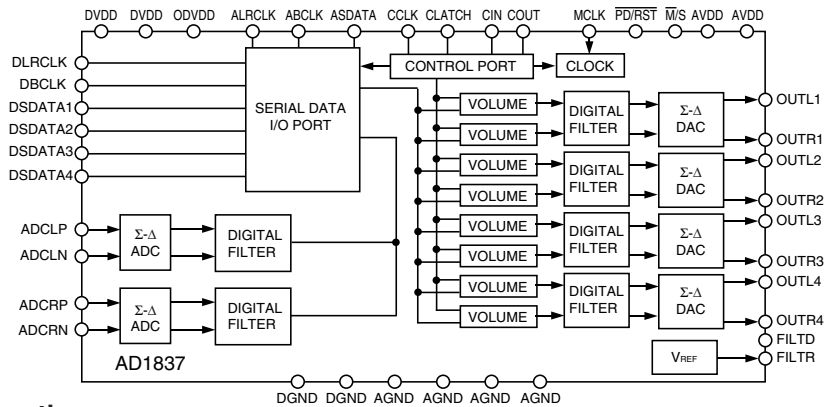 DVDD DVDD ODVDD ALRCLK ABCLK ASDATA CCLK CLATCH CIN COUT MCLK PD/RST M/S AVDD AVDD
DLRCLK
DBCLK
DSDATA1
DSDATA2
DSDATA3
DSDATA4
SERIAL DATA
I/O PORT
CONTROL PORT
CLOCK
VOLUME
VOLUME
DIGITAL
FILTER
Σ-Δ
DAC
OUTL1
OUTR1
VOLUME
VOLUME
DIGITAL
FILTER
Σ-Δ
DAC
OUTL2
OUTR2
VOLUME
VOLUME
DIGITAL
FILTER
Σ-Δ
DAC
OUTL3
OUTR3
VOLUME
VOLUME
DIGITAL
FILTER
Σ-Δ
DAC
OUTL4
OUTR4
ADCLP
ADCLN
Σ-Δ
ADC
DIGITAL
FILTER
ADCRP
ADCRN
Σ-Δ
ADC
DIGITAL
FILTER
VREF
FILTD
FILTR
AD1837
DGND DGND AGND AGND AGND AGND